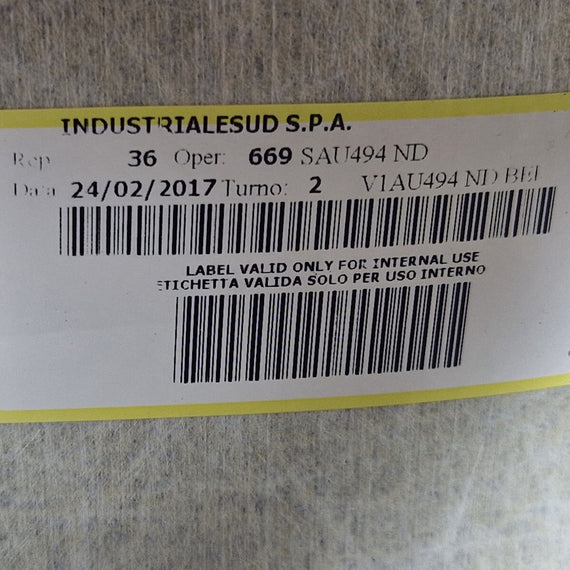 INDUSTRIALESUD S.P.A.
Rep 36 Oper: 669 SAU494 ND
Data 24/02/2017 Turno: 2 V1AU494 ND BEI
LABEL VALID ONLY FOR INTERNAL USE
ETICHETTA VALIDA SOLO PER USO INTERNO